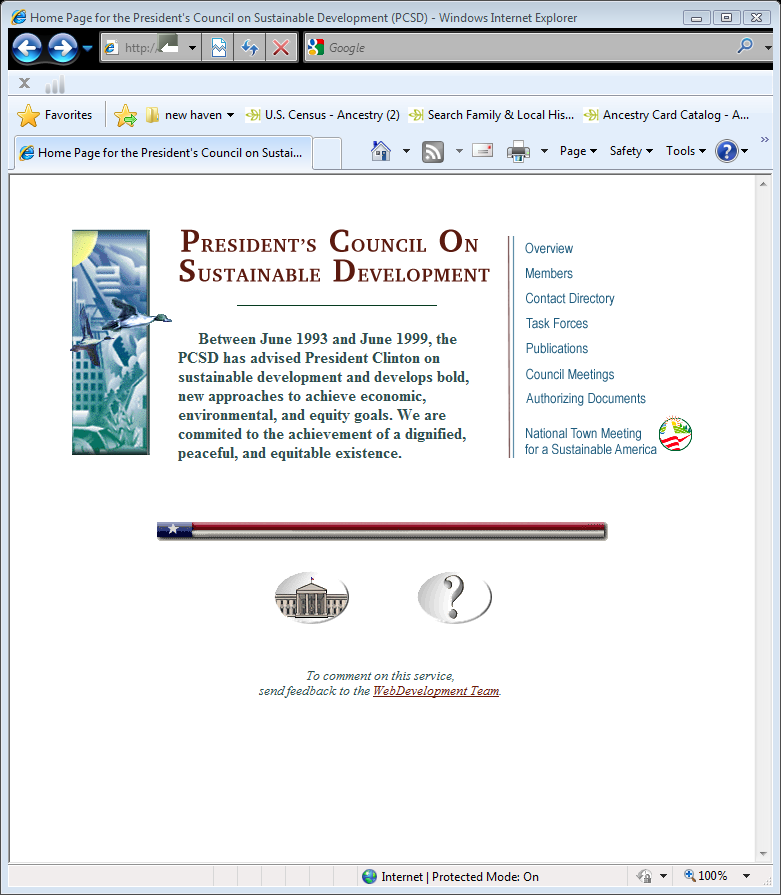 Home Page for the President's Council on Sustainable Development (PCSD) - Windows Internet Explorer
http:/
Google
X
Favorites
new haven
U.S. Census - Ancestry (2)
Search Family & Local His...
Ancestry Card Catalog - A...
Home Page for the President's Council on Sustai...
Page
Safety
Tools
?
»
PRESIDENT'S COUNCIL ON
SUSTAINABLE DEVELOPMENT
Between June 1993 and June 1999, the
PCSD has advised President Clinton on
sustainable development and develops bold,
new approaches to achieve economic,
environmental, and equity goals. We are
commited to the achievement of a dignified,
peaceful, and equitable existence.
Overview
Members
Contact Directory
Task Forces
Publications
Council Meetings
Authorizing Documents
National Town Meeting
for a Sustainable America
?
To comment on this service,
send feedback to the WebDevelopment Team.
Internet | Protected Mode: On
100%